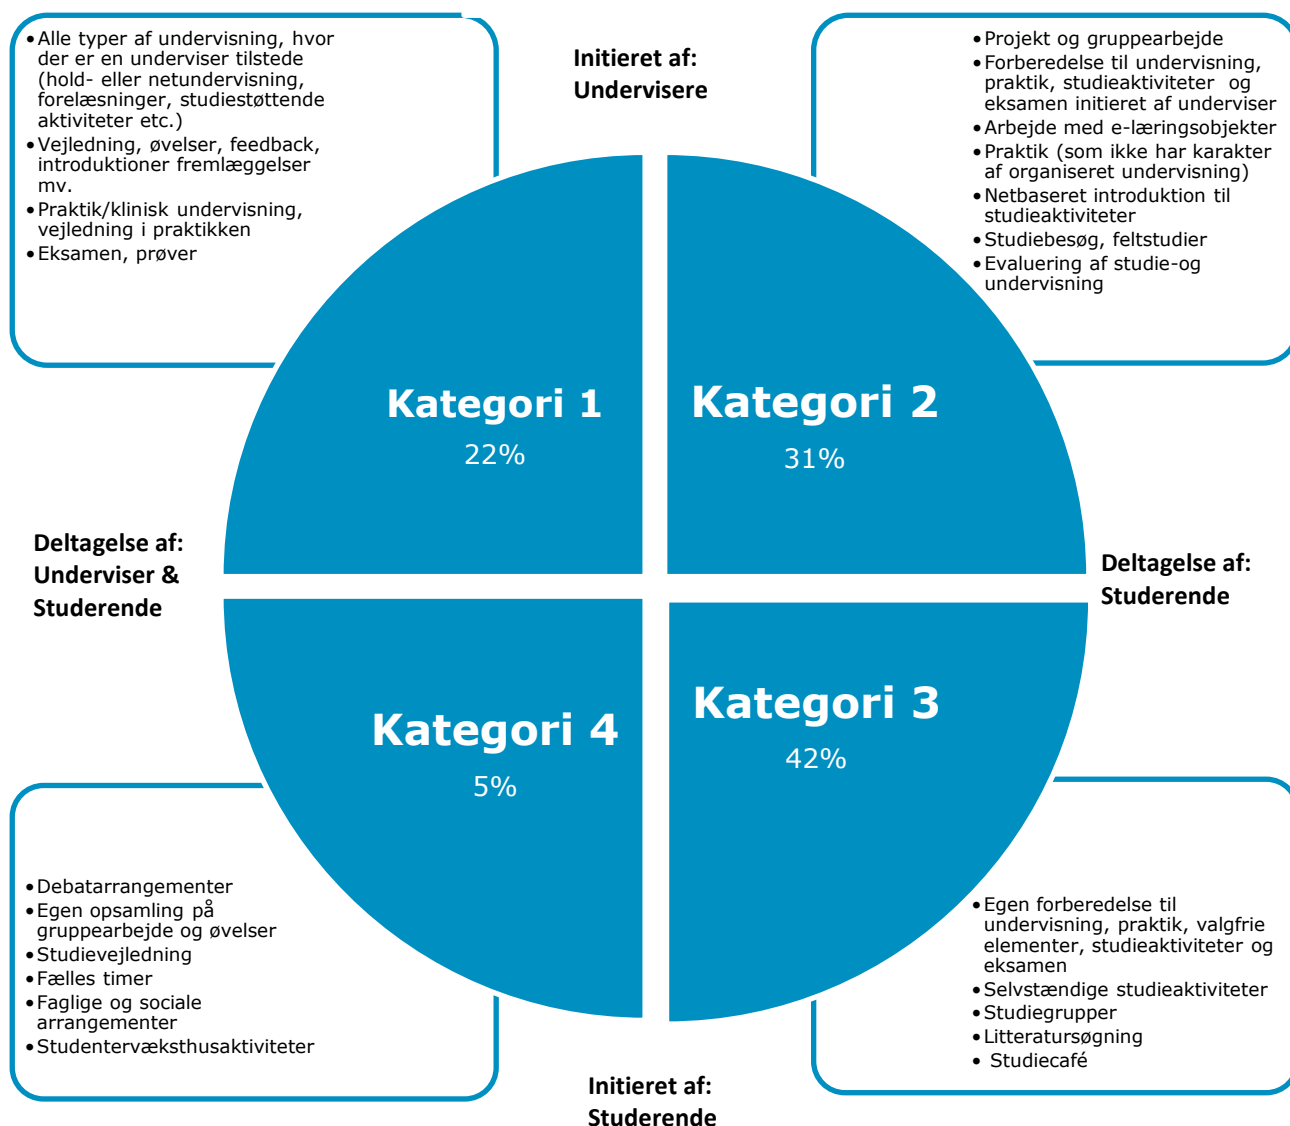 •Alle typer af undervisning, hvor
der er en underviser tilstede
(hold- eller netundervisning,
forelæsninger, studiestøttende
aktiviteter etc.)
•Vejledning, øvelser, feedback,
introduktioner fremlæggelser
mv.
•Praktik/klinisk undervisning,
vejledning i praktikken
•Eksamen, prøver
Initieret af:
Undervisere
•Projekt og gruppearbejde
•Forberedelse til undervisning,
praktik, studieaktiviteter og
eksamen initieret af underviser
•Arbejde med e-læringsobjekter
•Praktik (som ikke har karakter
af organiseret undervisning)
•Netbaseret introduktion til
studieaktiviteter
•Studiebesøg, feltstudier
•Evaluering af studie-og
undervisning
Kategori 1
22%
Kategori 2
31%
Deltagelse af:
Underviser &
Studerende
Deltagelse af:
Studerende
Kategori 4
5%
Kategori 3
42%
•Debatarrangementer
•Egen opsamling på
gruppearbejde og øvelser
•Studievejledning
•Fælles timer
•Faglige og sociale
arrangementer
•Studentervæksthusaktiviteter
•Egen forberedelse til
undervisning, praktik, valgfrie
elementer, studieaktiviteter og
eksamen
•Selvstændige studieaktiviteter
•Studiegrupper
•Litteratursøgning
• Studiecafé
Initieret af:
Studerende